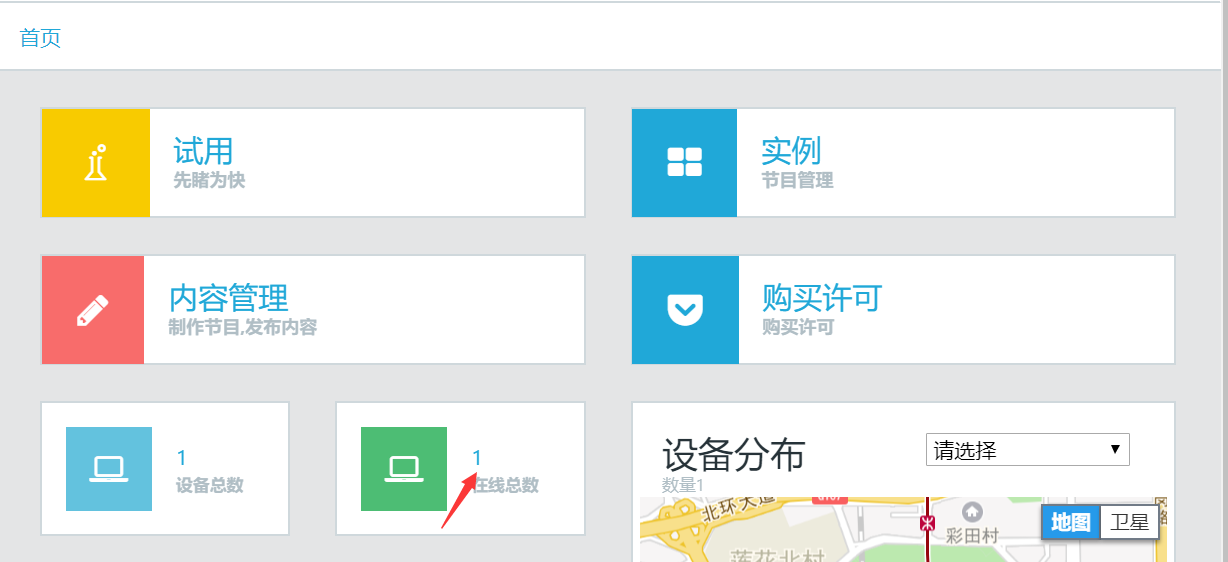 首页
试用
先睹为快
实例
节目管理
内容管理
制作节目,发布内容
购买许可
购买许可
1
设备总数
1
在线总数
设备分布
数量1
请选择
北环大道
彩田村
地图
卫星
莲花北村